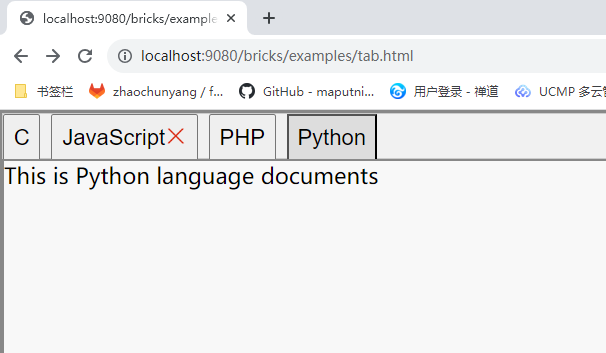 localhost:9080/bricks/example
localhost:9080/bricks/examples/tab.html
书签栏 zhaochunyang / f... GitHub - maputni... 用户登录 - 禅道 UCMP 多云管
C JavaScript PHP Python
This is Python language documents